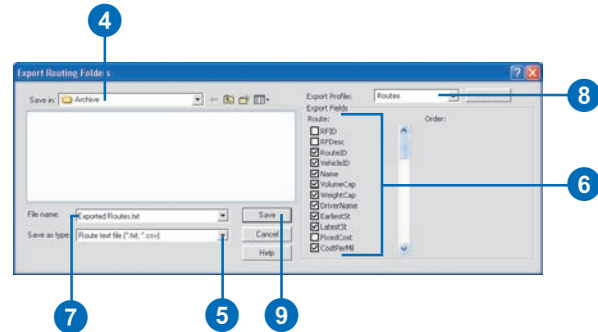 4
Export Routing Folders
Save in: Archive
Export Profile: Routes
8
Export Fields
Route:
Order:
RFID
RFDesc
RouteID
VehicleID
Name
VolumeCap
WeightCap
DriverName
EarliestSt
LatestSt
FixedCost
CostPerMil
6
File name: Exported Routes.txt
Save
Save as type: Route text file (*.txt, *.csv)
Cancel
Help
7
5
9